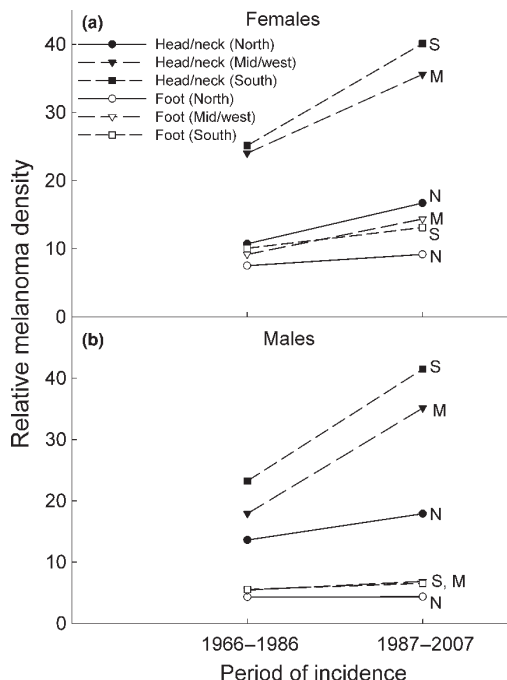 (a) Females
Head/neck (North)
Head/neck (Mid/west)
Head/neck (South)
Foot (North)
Foot (Mid/west)
Foot (South)
40
30
20
10
0
S
M
N
M
S
N
Relative melanoma density
(b) Males
40
30
20
10
0
S
M
N
S, M
N
1966–1986 1987–2007
Period of incidence